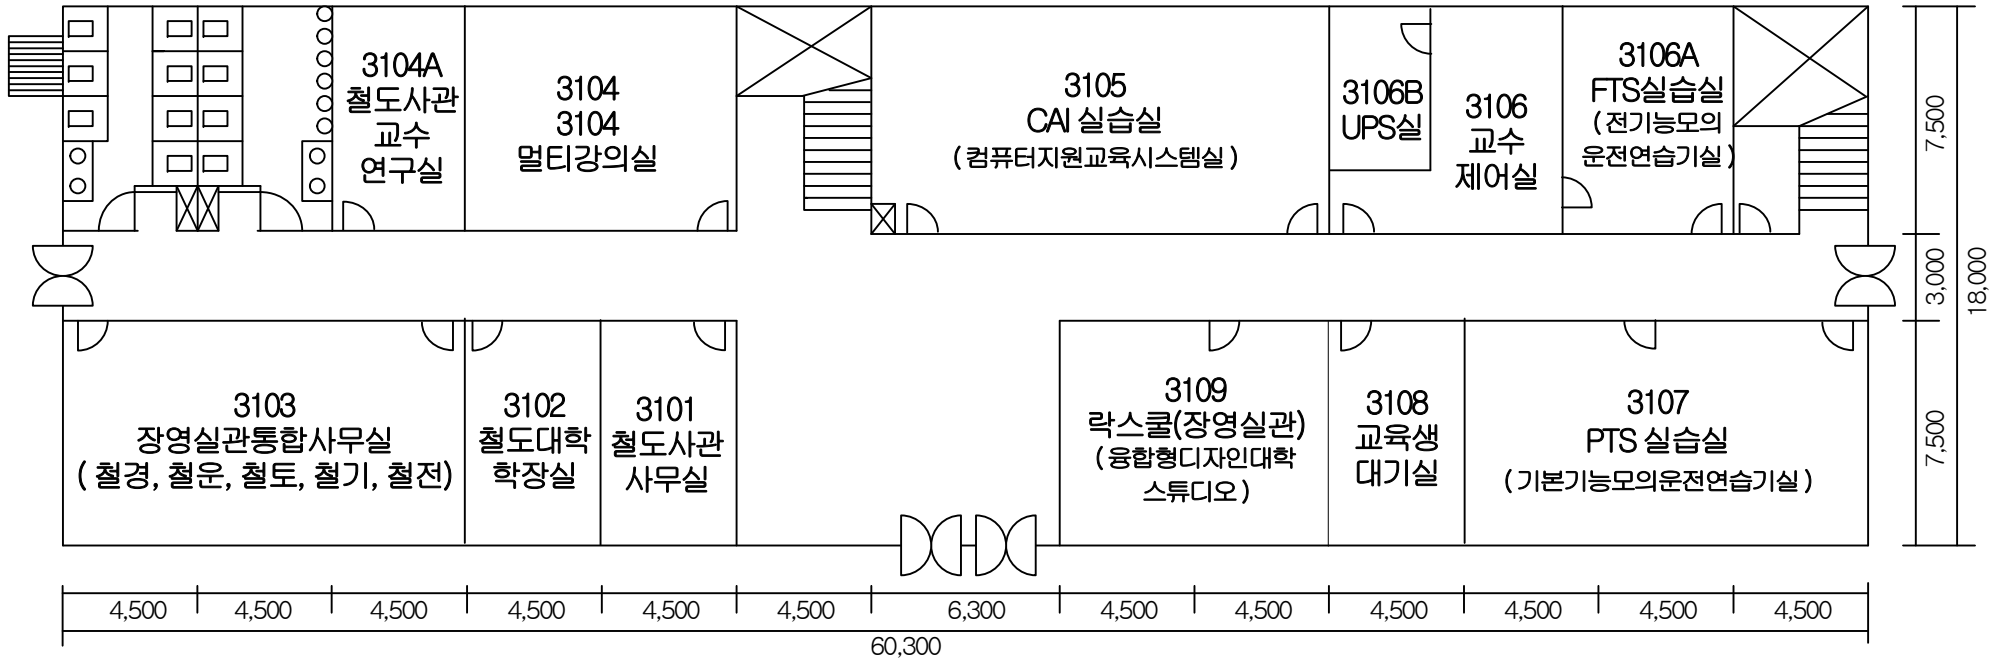 3104A
철도사관
교수
연구실
3104
3104
멀티강의실
3105
CAI 실습실
( 컴퓨터지원교육시스템실 )
3106B
UPS실
3106
교수
제어실
3106A
FTS실습실
( 전기능모의
운전연습기실 )
3103
장영실관통합사무실
( 철경, 철운, 철토, 철기, 철전)
3102
철도대학
학장실
3101
철도사관
사무실
3109
락스쿨(장영실관)
( 융합형디자인대학
스튜디오 )
3108
교육생
대기실
3107
PTS 실습실
( 기본기능모의운전연습기실 )
7,500
3,000
18,000
7,500
4,500 4,500 4,500 4,500 4,500 4,500 6,300 4,500 4,500 4,500 4,500 4,500 4,500
60,300